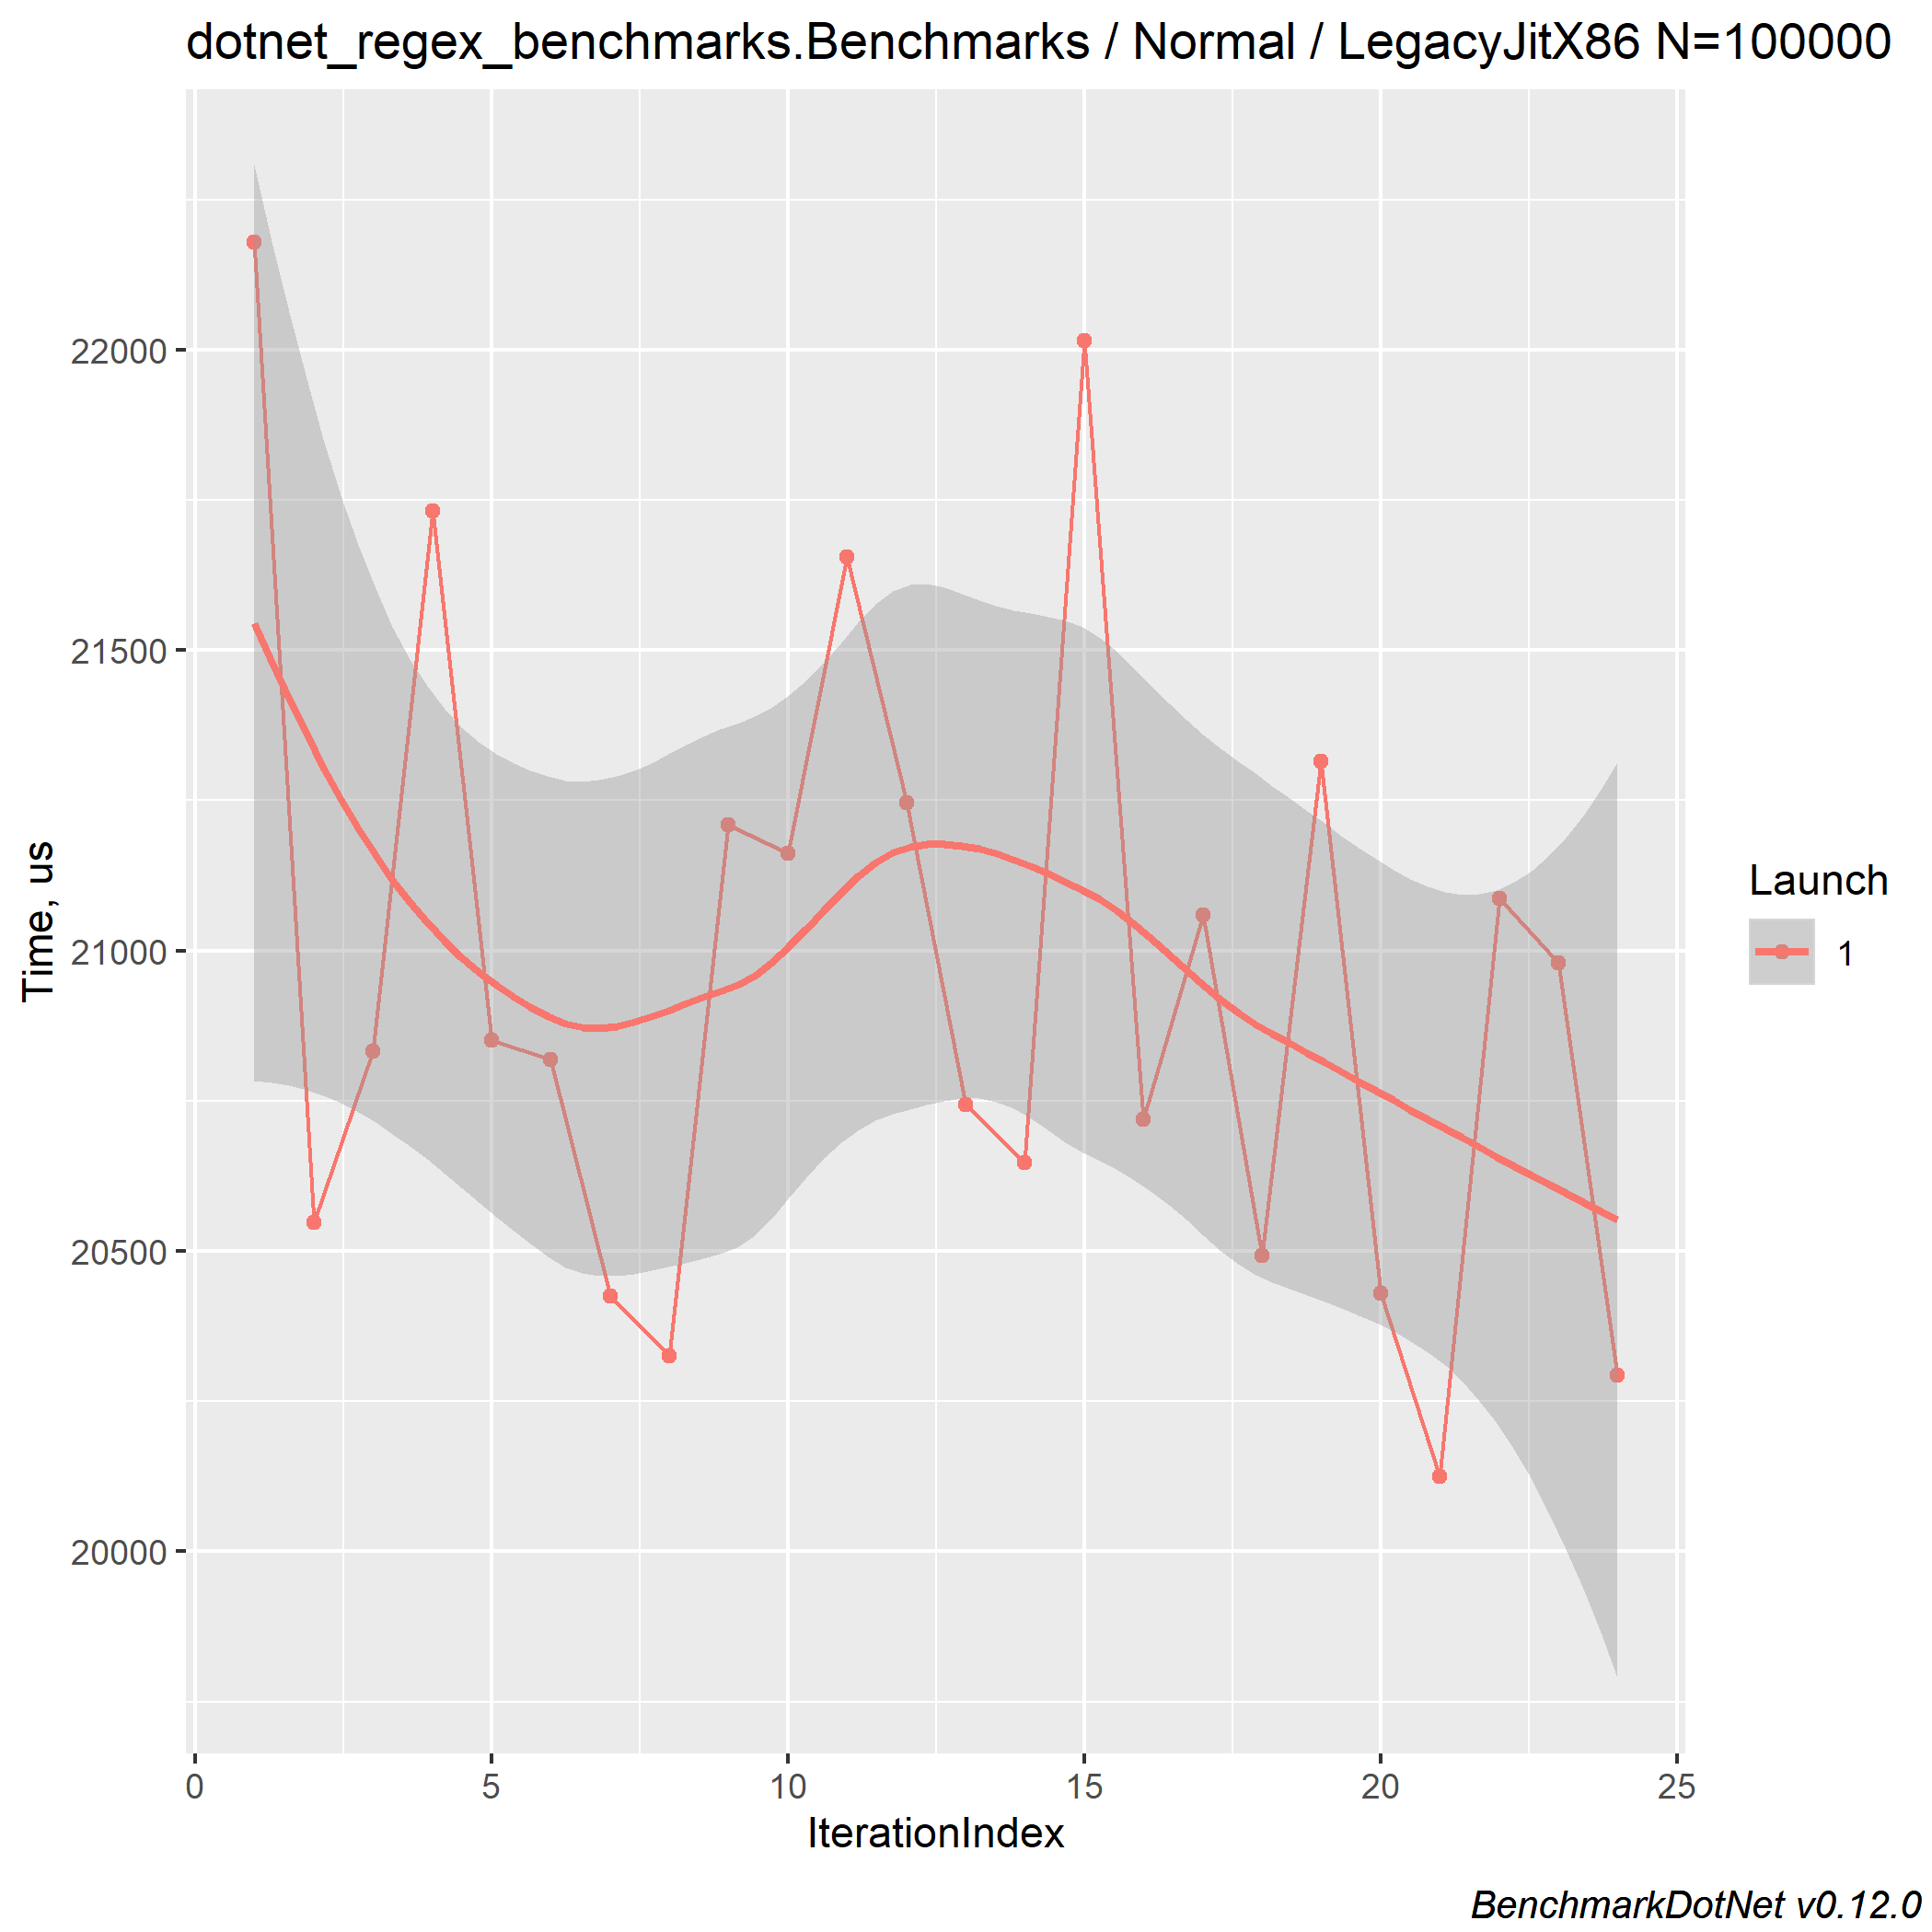 dotnet_regex_benchmarks.Benchmarks / Normal / LegacyJitX86 N=100000
22000
21500
21000
20500
20000
Time, us
0 5 10 15 20 25
IterationIndex
Launch
1
BenchmarkDotNet v0.12.0